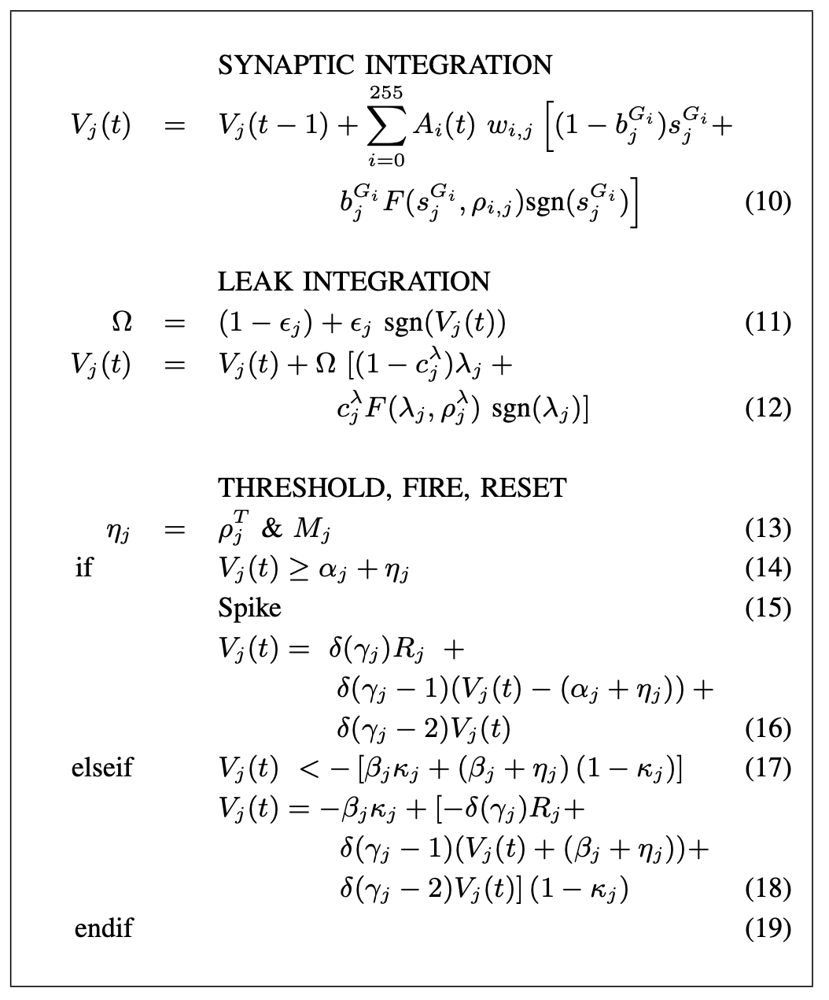 SYNAPTIC INTEGRATION
$V_j(t) = V_j(t-1) + \sum_{i=0}^{255} A_i(t)\ w_{i,j} \left[ (1 - b_j^{G_i}) s_j^{G_i} + \right.$
$\left. b_j^{G_i} F(s_j^{G_i}, \rho_{i,j}) \text{sgn}(s_j^{G_i}) \right]$ (10)
LEAK INTEGRATION
$\Omega = (1 - \epsilon_j) + \epsilon_j\ \text{sgn}(V_j(t))$ (11)
$V_j(t) = V_j(t) + \Omega\ [(1 - c_j^{\lambda}) \lambda_j +$
$c_j^{\lambda} F(\lambda_j, \rho_j^{\lambda})\ \text{sgn}(\lambda_j)]$ (12)
THRESHOLD, FIRE, RESET
$\eta_j = \rho_j^T\ \&\ M_j$ (13)
if $V_j(t) \geq \alpha_j + \eta_j$ (14)
Spike (15)
$V_j(t) = \delta(\gamma_j) R_j +$
$\delta(\gamma_j - 1)(V_j(t) - (\alpha_j + \eta_j)) +$
$\delta(\gamma_j - 2) V_j(t)$ (16)
elseif $V_j(t) < -[\beta_j \kappa_j + (\beta_j + \eta_j)(1 - \kappa_j)]$ (17)
$V_j(t) = -\beta_j \kappa_j + [-\delta(\gamma_j) R_j +$
$\delta(\gamma_j - 1)(V_j(t) + (\beta_j + \eta_j)) +$
$\delta(\gamma_j - 2) V_j(t)](1 - \kappa_j)$ (18)
endif (19)